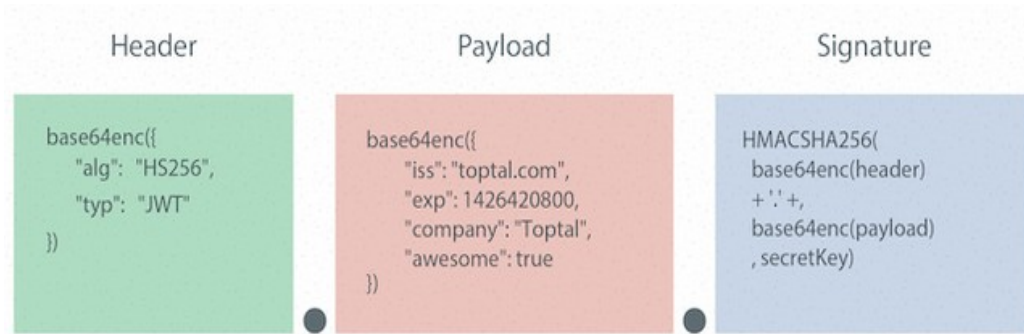 Header
base64enc({
"alg": "HS256",
"typ": "JWT"
})
Payload
base64enc({
"iss": "toptal.com",
"exp": 1426420800,
"company": "Toptal",
"awesome": true
})
Signature
HMACSHA256(
base64enc(header)
+ '.' +,
base64enc(payload)
, secretKey)